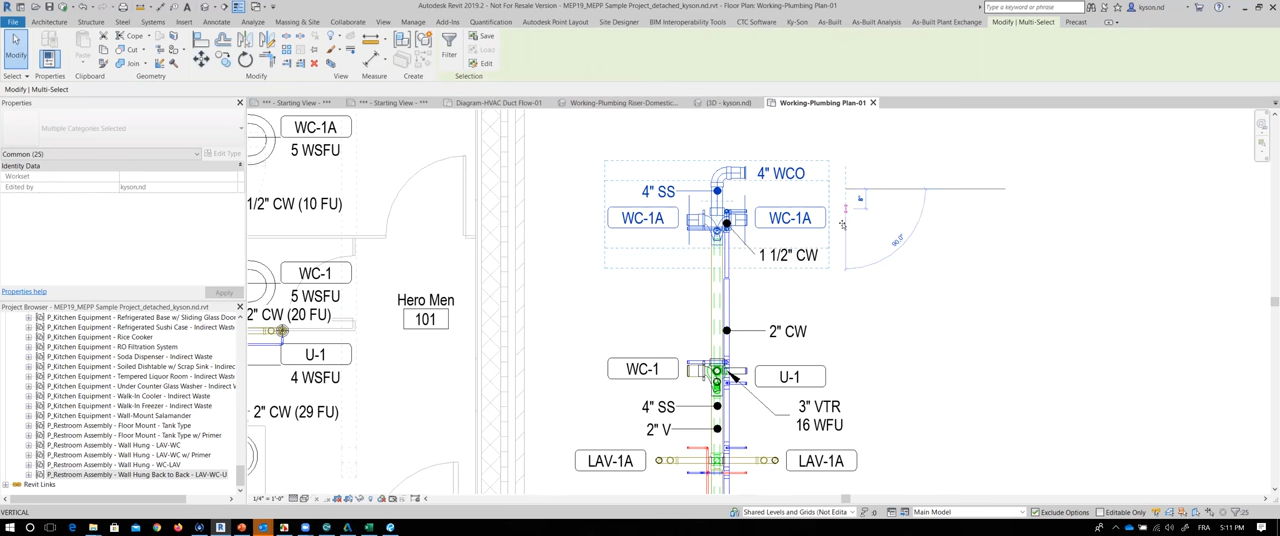 Autodesk Revit 2019.2 - Not For Resale Version - MEP19_MEPP Sample Project_detached_kyson.nd.rvt - Floor Plan: Working-Plumbing Plan-01
Type a keyword or phrase
kyson.nd
File Architecture Structure Steel Systems Insert Annotate Analyze Massing & Site Collaborate View Manage Add-Ins Quantification Autodesk Point Layout Site Designer BIM Interoperability Tools CTC Software Ky-Son As-Built As-Built Analysis As-Built Plant Exchange Modify | Multi-Select Precast
Modify
Paste
Cope
Cut
Join
Filter
Save
Load
Edit
Select Properties Clipboard Geometry Modify View Measure Create Selection
Modify | Multi-Select
Properties
*** - Starting View - ***
*** - Starting View - ***
Diagram-HVAC Duct Flow-01
Working-Plumbing Riser-Domestic...
(3D - kyson.nd)
Working-Plumbing Plan-01
Multiple Categories Selected
Common (25)
Edit Type
Identity Data
Workset
Edited by kyson.nd
Properties help
Apply
Project Browser - MEP19_MEPP Sample Project_detached_kyson.rvt
P_Kitchen Equipment - Refrigerated Base w/ Sliding Glass Door
P_Kitchen Equipment - Refrigerated Sushi Case - Indirect Waste
P_Kitchen Equipment - Rice Cooker
P_Kitchen Equipment - RO Filtration System
P_Kitchen Equipment - Soda Dispenser - Indirect Waste
P_Kitchen Equipment - Soiled Dishtable w/ Scrap Sink - Indirect
P_Kitchen Equipment - Tempered Liquor Room - Indirect Waste
P_Kitchen Equipment - Under Counter Glass Washer - Indirect
P_Kitchen Equipment - Walk-In Cooler - Indirect Waste
P_Kitchen Equipment - Walk-In Freezer - Indirect Waste
P_Kitchen Equipment - Wall-Mount Salamander
P_Restroom Assembly - Floor Mount - Tank Type
P_Restroom Assembly - Floor Mount - Tank Type w/ Primer
P_Restroom Assembly - Wall Hung - LAV-WC
P_Restroom Assembly - Wall Hung - LAV-WC w/ Primer
P_Restroom Assembly - Wall Hung - WC-LAV
P_Restroom Assembly - Wall Hung Back to Back - LAV-WC-U
Revit Links
WC-1A
5 WSFU
1/2" CW (10 FU)
WC-1
5 WSFU
2" CW (20 FU)
U-1
4 WSFU
2" CW (29 FU)
Hero Men
101
4" WCO
4" SS
WC-1A
WC-1A
1 1/2" CW
8"
90.0°
2" CW
WC-1
U-1
4" SS
3" VTR
16 WFU
2" V
LAV-1A
LAV-1A
1/4" = 1'-0"
VERTICAL
Shared Levels and Grids (Not Edita
:0
Main Model
Exclude Options
Editable Only
:25
FRA
5:11 PM